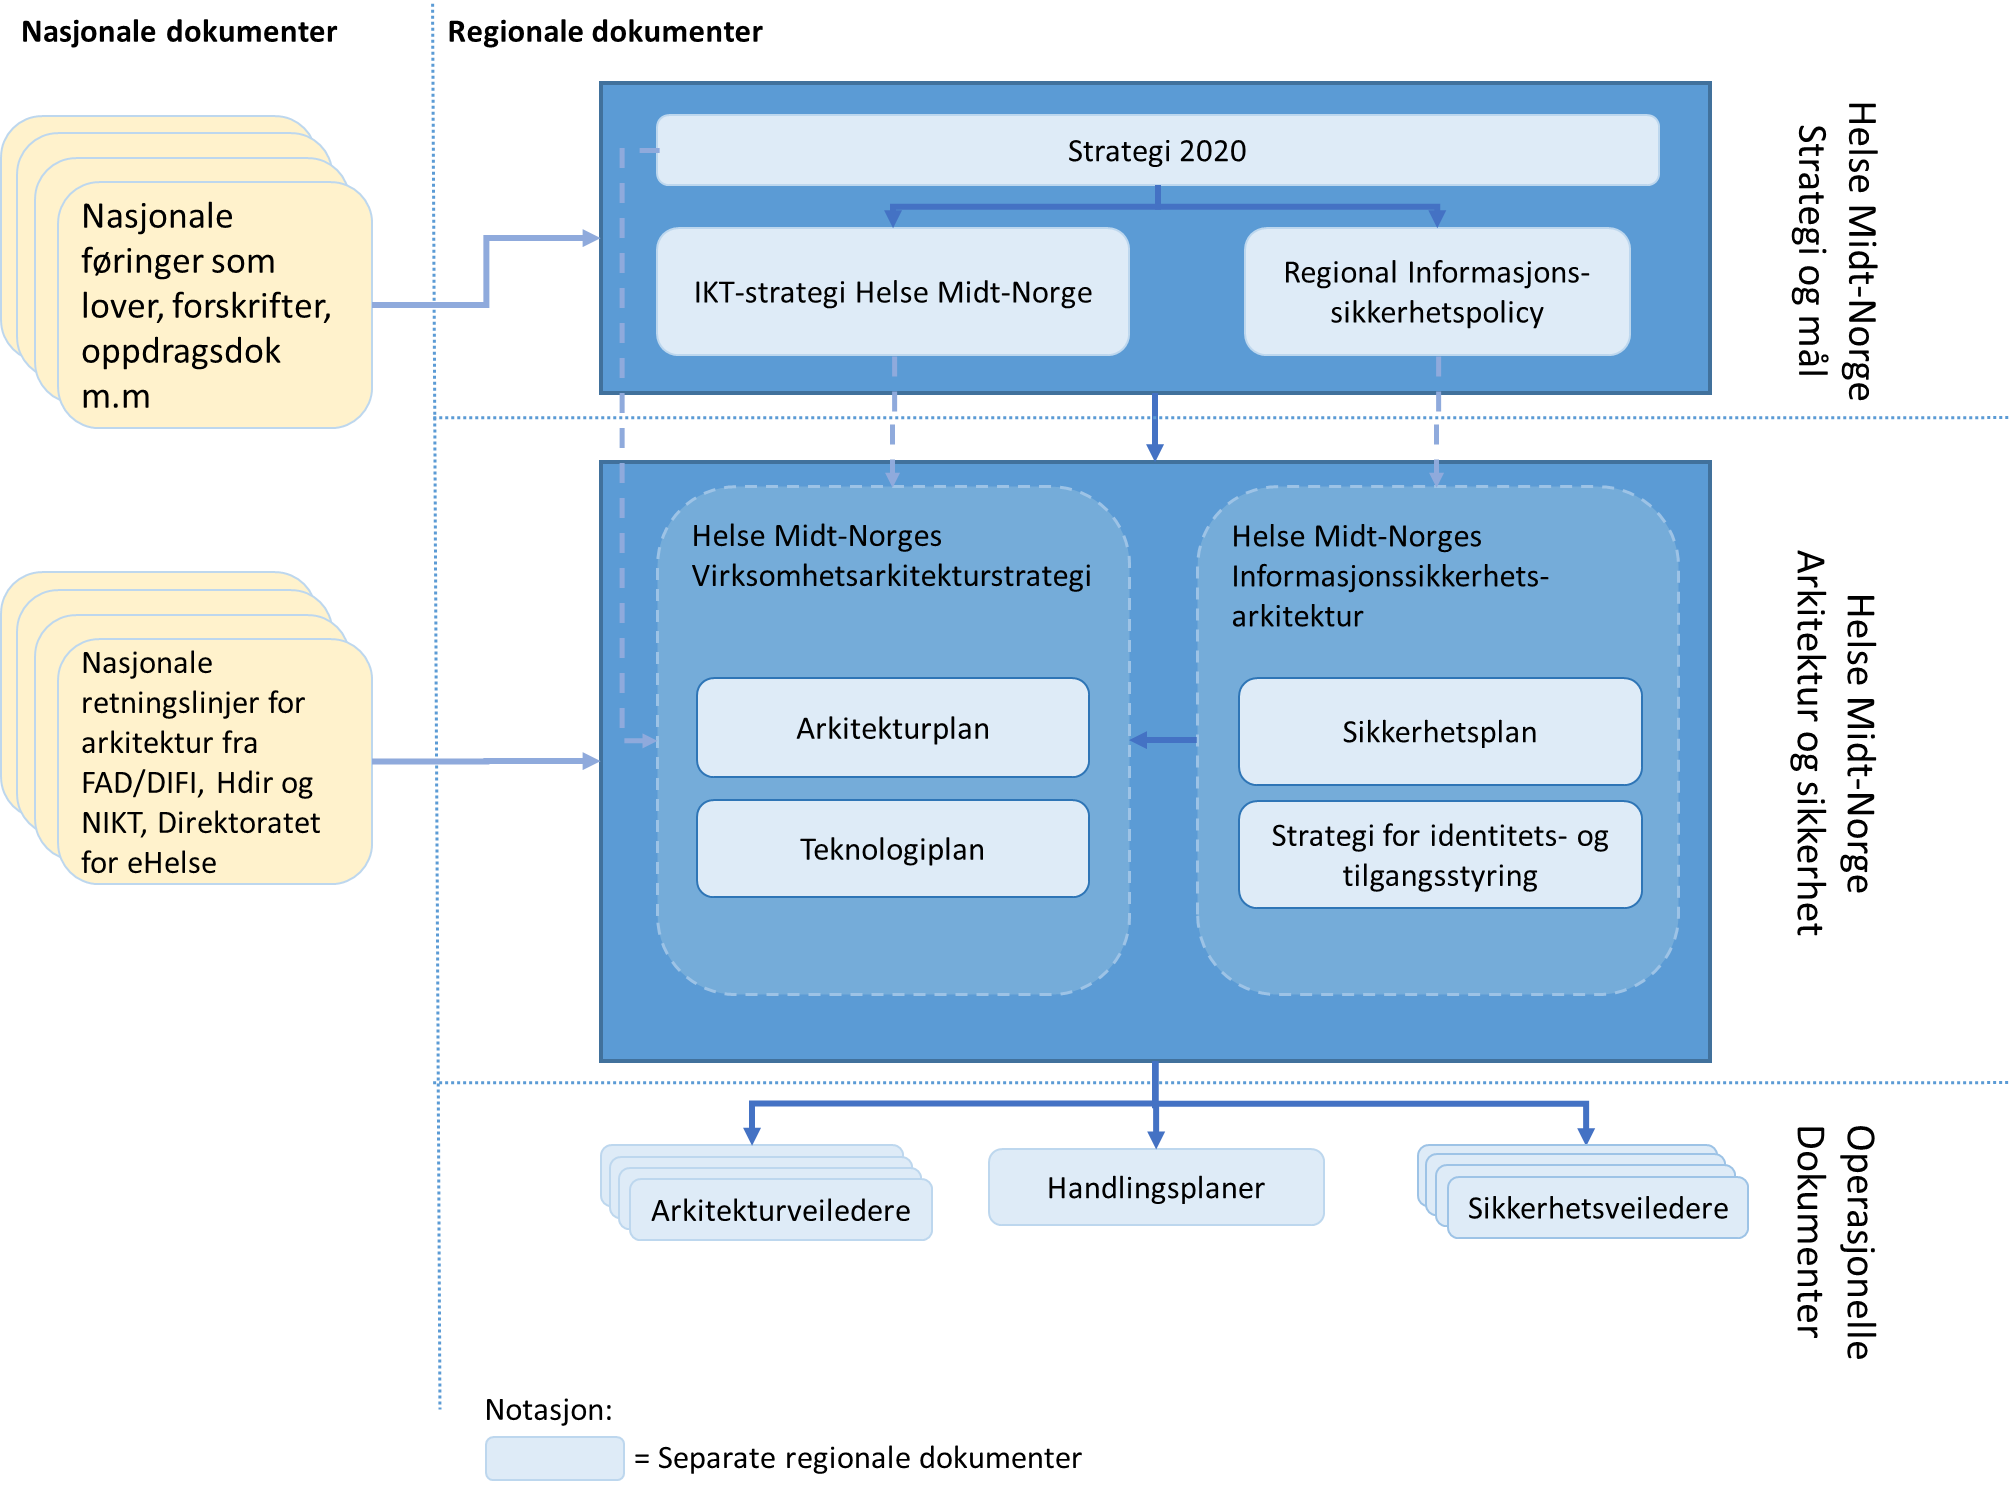 Nasjonale dokumenter
Regionale dokumenter
Nasjonale
føringer som
lover, forskrifter,
oppdragsdok
m.m
Strategi 2020
IKT-strategi Helse Midt-Norge
Regional Informasjons-
sikkerhetspolicy
Helse Midt-Norge
Strategi og mål
Nasjonale
retningslinjer for
arkitektur fra
FAD/DIFI, Hdir og
NIKT, Direktoratet
for eHelse
Helse Midt-Norges
Virksomhetsarkitekturstrategi
Arkitekturplan
Teknologiplan
Helse Midt-Norges
Informasjonssikkerhets-
arkitektur
Sikkerhetsplan
Strategi for identitets- og
tilgangsstyring
Helse Midt-Norge
Arkitektur og sikkerhet
Arkitekturveiledere
Handlingsplaner
Sikkerhetsveiledere
Operasjonelle
Dokumenter
Notasjon:
= Separate regionale dokumenter